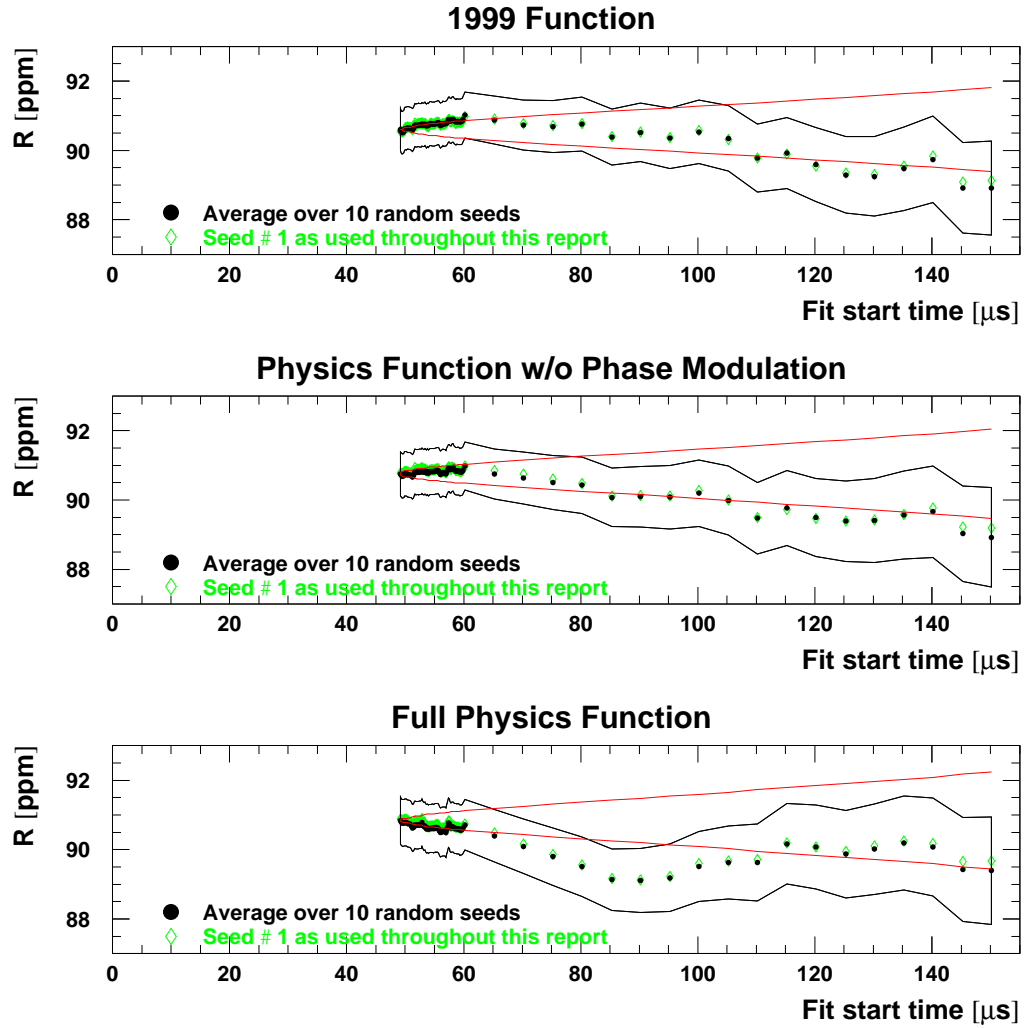 1999 Function
R [ppm]
92
90
88
Average over 10 random seeds
Seed # 1 as used throughout this report
0 20 40 60 80 100 120 140
Fit start time [μs]
Physics Function w/o Phase Modulation
R [ppm]
92
90
88
Average over 10 random seeds
Seed # 1 as used throughout this report
0 20 40 60 80 100 120 140
Fit start time [μs]
Full Physics Function
R [ppm]
92
90
88
Average over 10 random seeds
Seed # 1 as used throughout this report
0 20 40 60 80 100 120 140
Fit start time [μs]